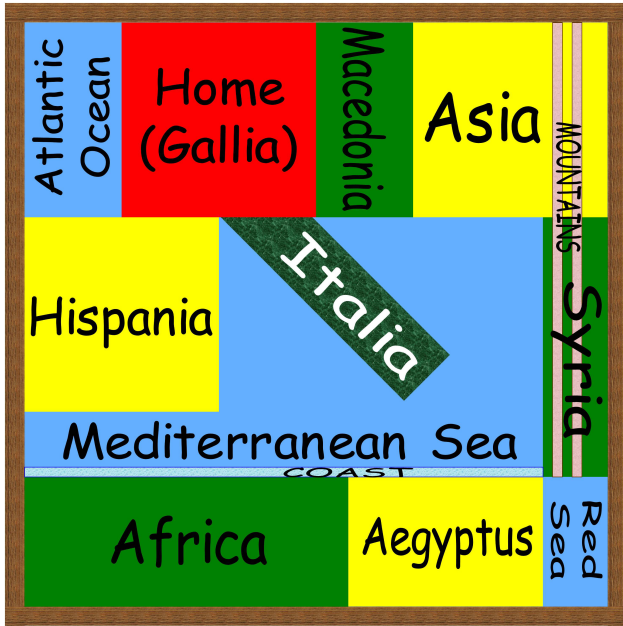 Atlantic
Ocean
Home
(Gallia)
Macedonia
Asia
MOUNTAINS
Hispania
Italia
Syria
Mediterranean Sea
COAST
Africa
Aegyptus
Red
Sea